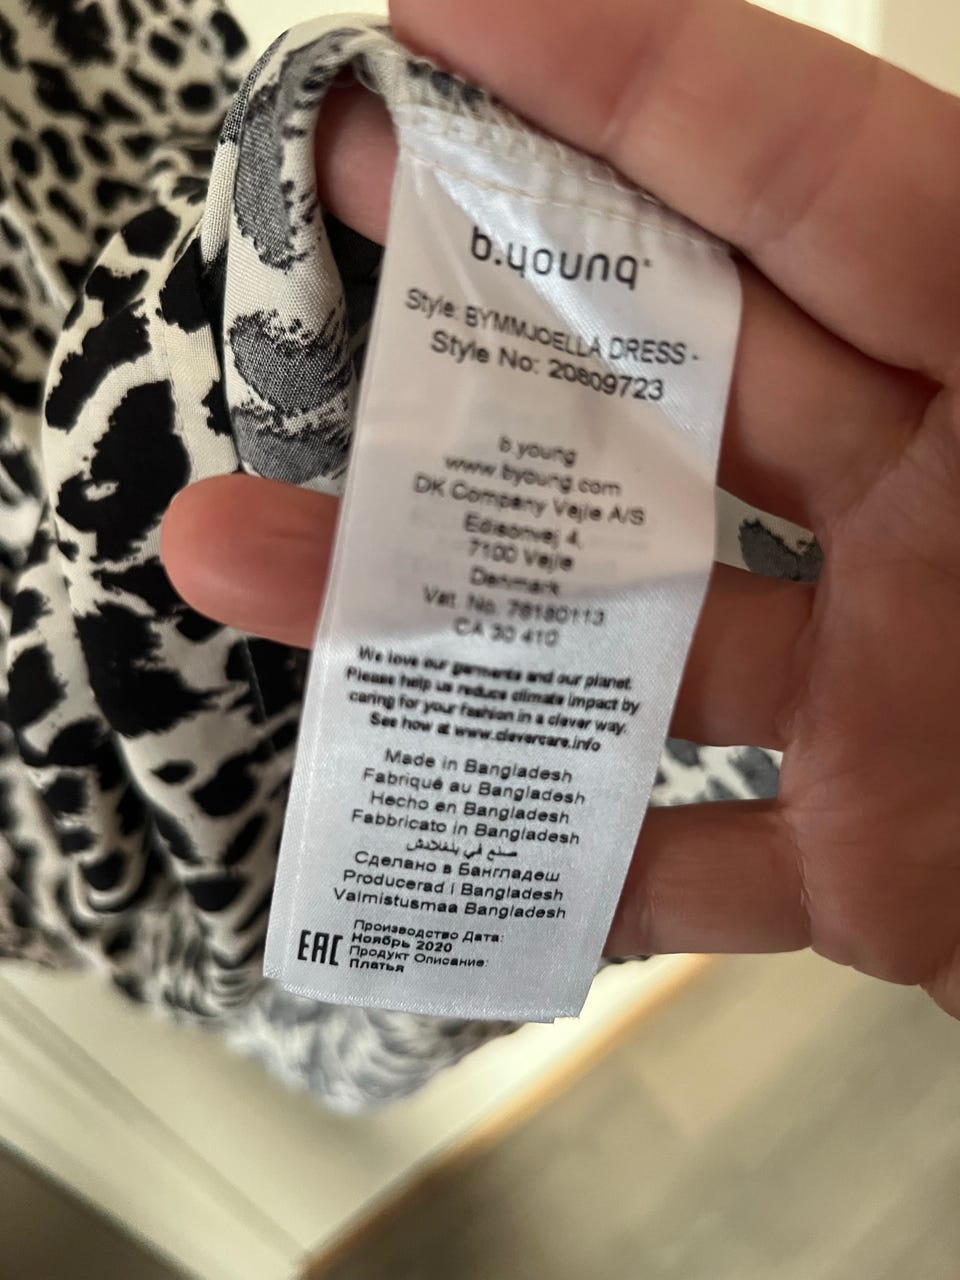 b.young®
Style: BYMMJOELLA DRESS -
Style No: 20809723
b.young
www.byoung.com
DK Company Vejle A/S
Edisonvej 4,
7100 Vejle
Denmark
Vat. No. 78180113
CA 30 410
We love our garments and our planet.
Please help us reduce climate impact by
caring for your fashion in a clever way.
See how at www.clevercare.info
Made in Bangladesh
Fabriqué au Bangladesh
Hecho en Bangladesh
Fabbricato in Bangladesh
صنع في بنغلادش
Сделано в Бангладеш
Producerad i Bangladesh
Valmistusmaa Bangladesh
EAC
Производство Дата:
Ноябрь 2020
Продукт Описание:
Платья